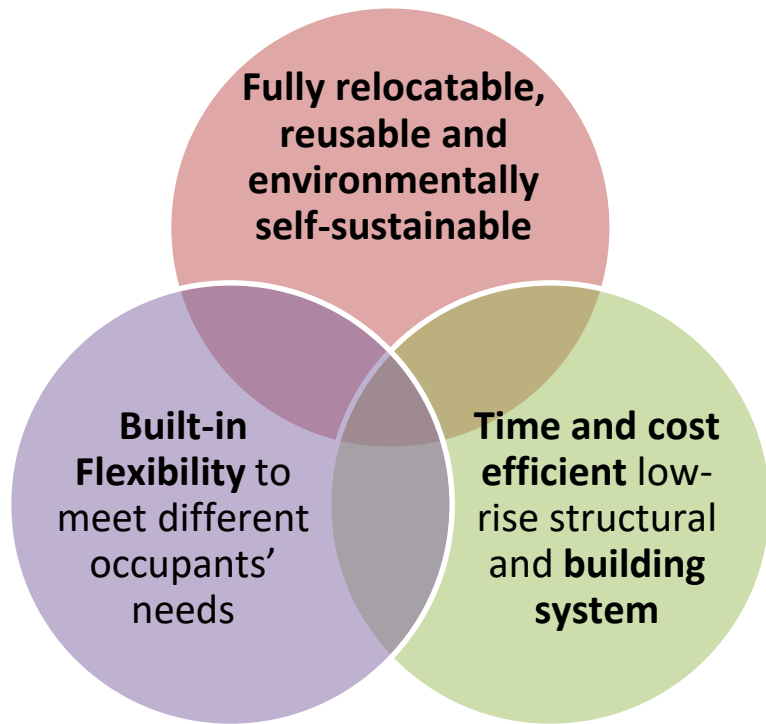 Fully relocatable,
reusable and
environmentally
self-sustainable
Built-in
Flexibility to
meet different
occupants’
needs
Time and cost
efficient low-
rise structural
and building
system